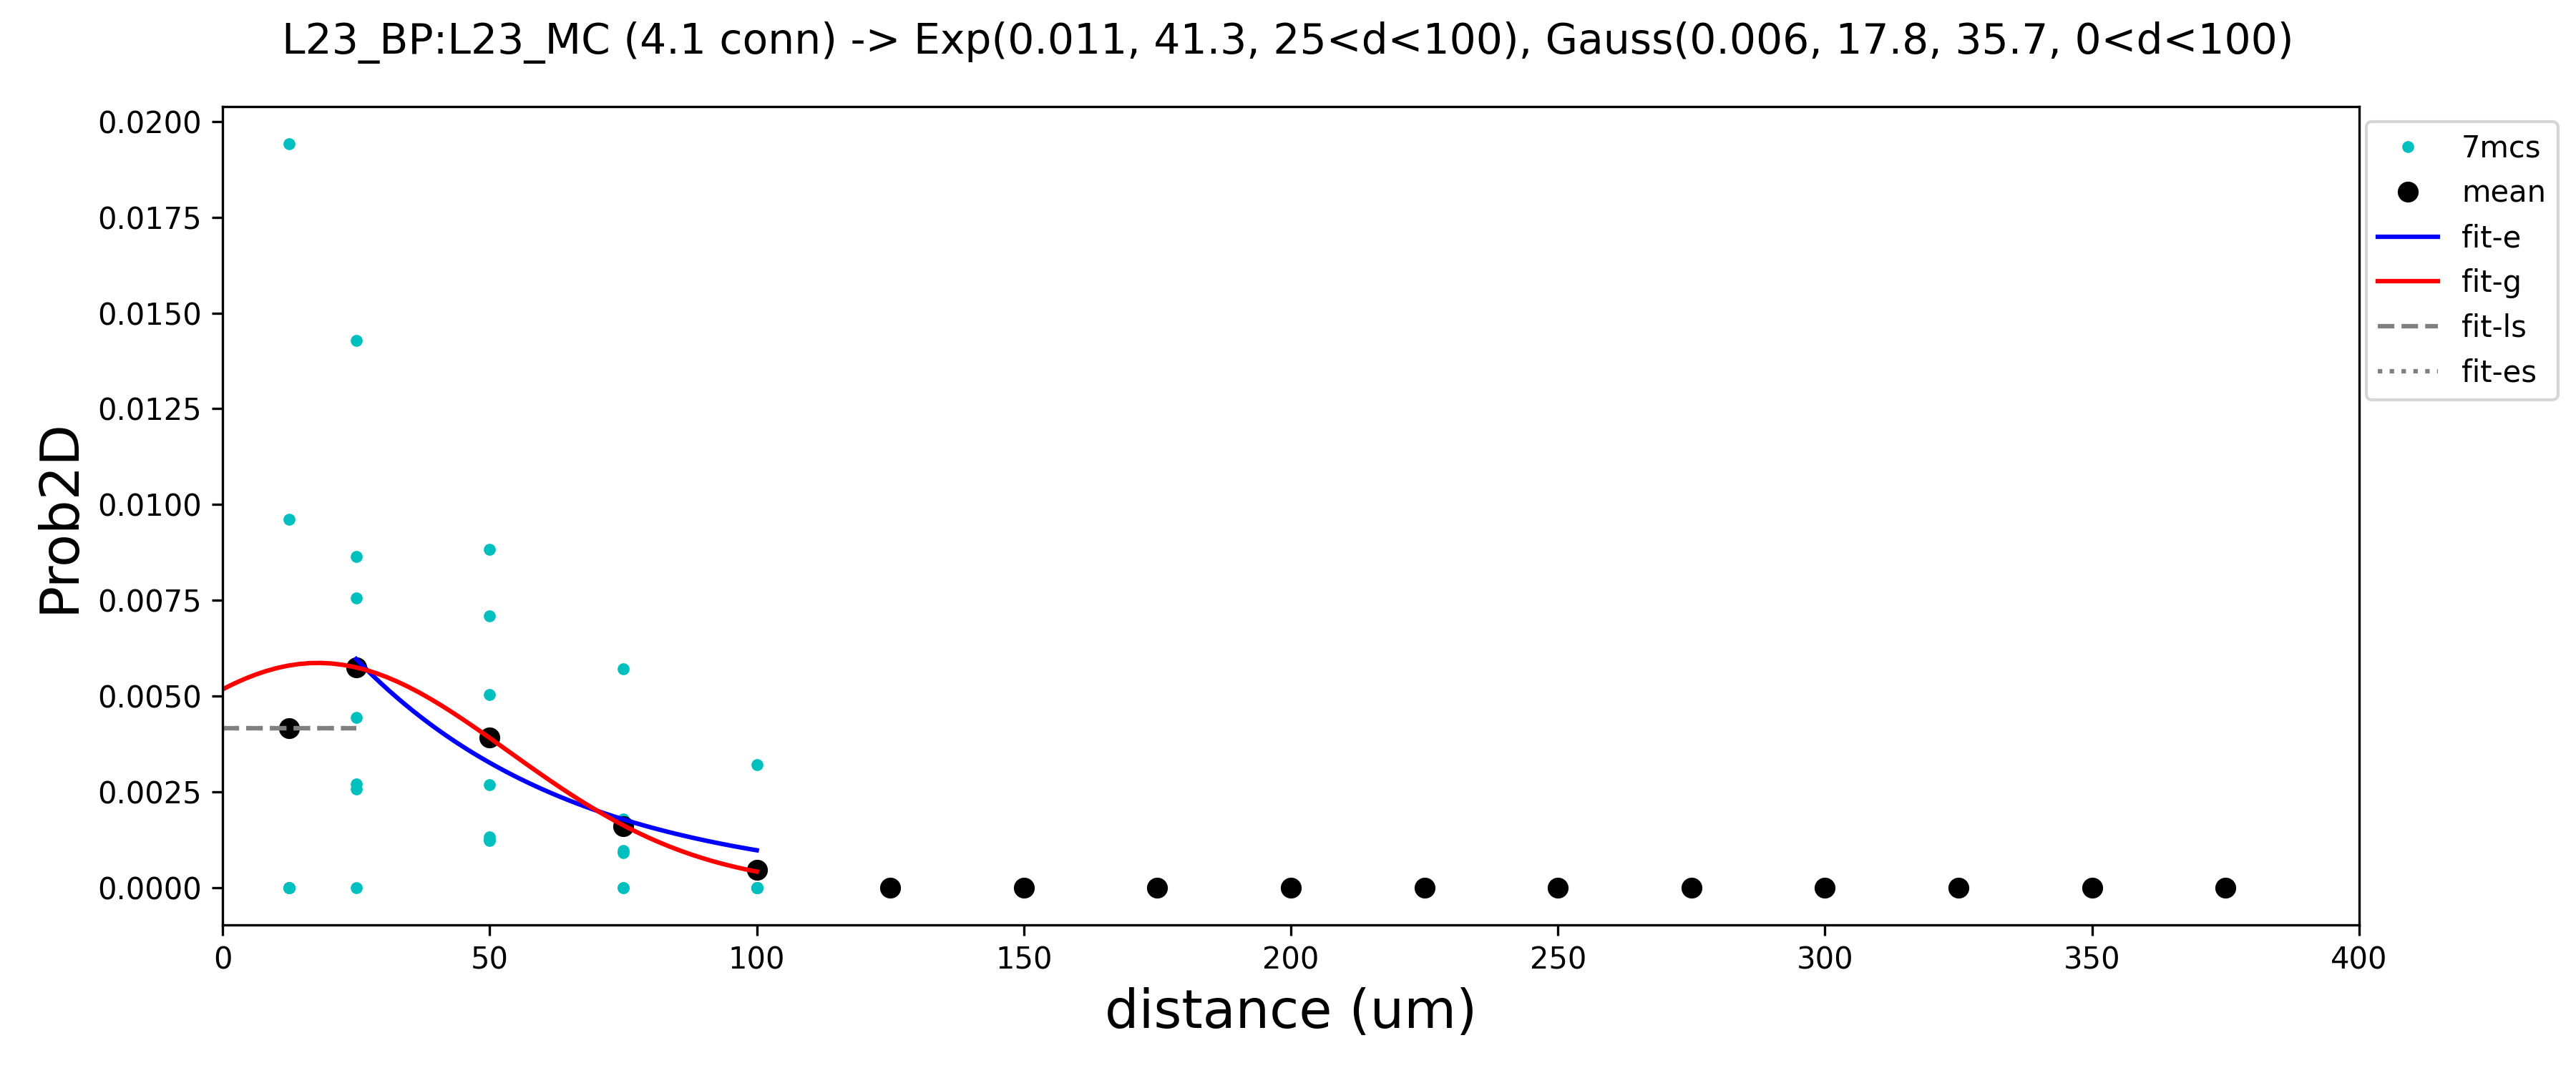 L23_BP:L23_MC (4.1 conn) -> Exp(0.011, 41.3, 25<d<100), Gauss(0.006, 17.8, 35.7, 0<d<100)
0.0200
0.0175
0.0150
0.0125
0.0100
0.0075
0.0050
0.0025
0.0000
Prob2D
0 50 100 150 200 250 300 350 400
distance (um)
7mcs
mean
fit-e
fit-g
fit-ls
fit-es